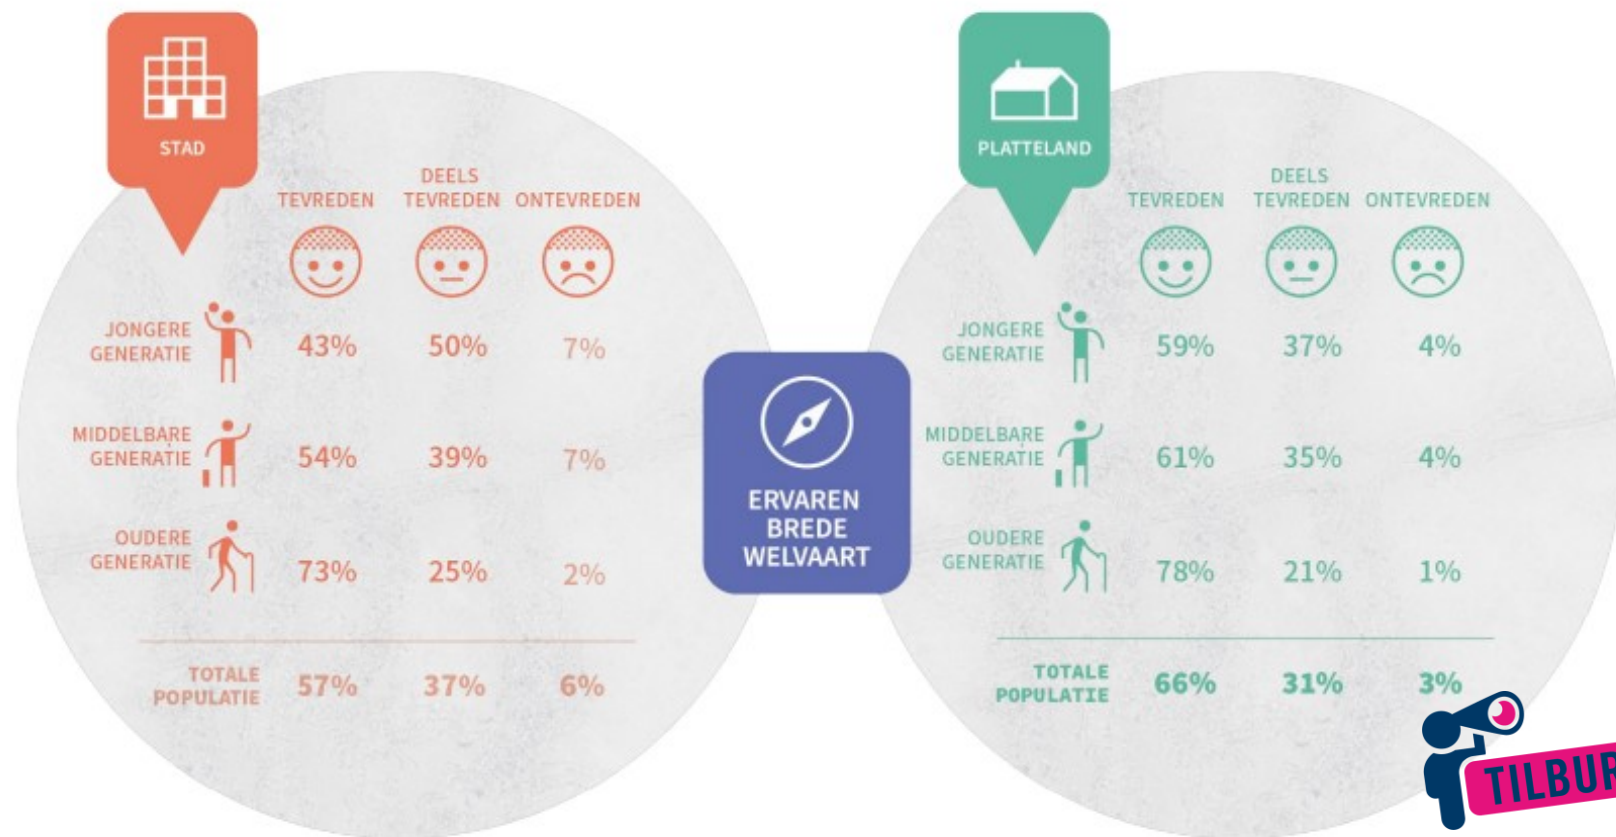 STAD
TEVREDEN
DEELS
TEVREDEN
ONTEVREDEN
JONGERE
GENERATIE
43% 50% 7%
MIDDELBARE
GENERATIE
54% 39% 7%
OUDERE
GENERATIE
73% 25% 2%
TOTALE
POPULATIE
57% 37% 6%
ERVAREN
BREDE
WELVAART
PLATTELAND
TEVREDEN
DEELS
TEVREDEN
ONTEVREDEN
JONGERE
GENERATIE
59% 37% 4%
MIDDELBARE
GENERATIE
61% 35% 4%
OUDERE
GENERATIE
78% 21% 1%
TOTALE
POPULATIE
66% 31% 3%
TILBUR